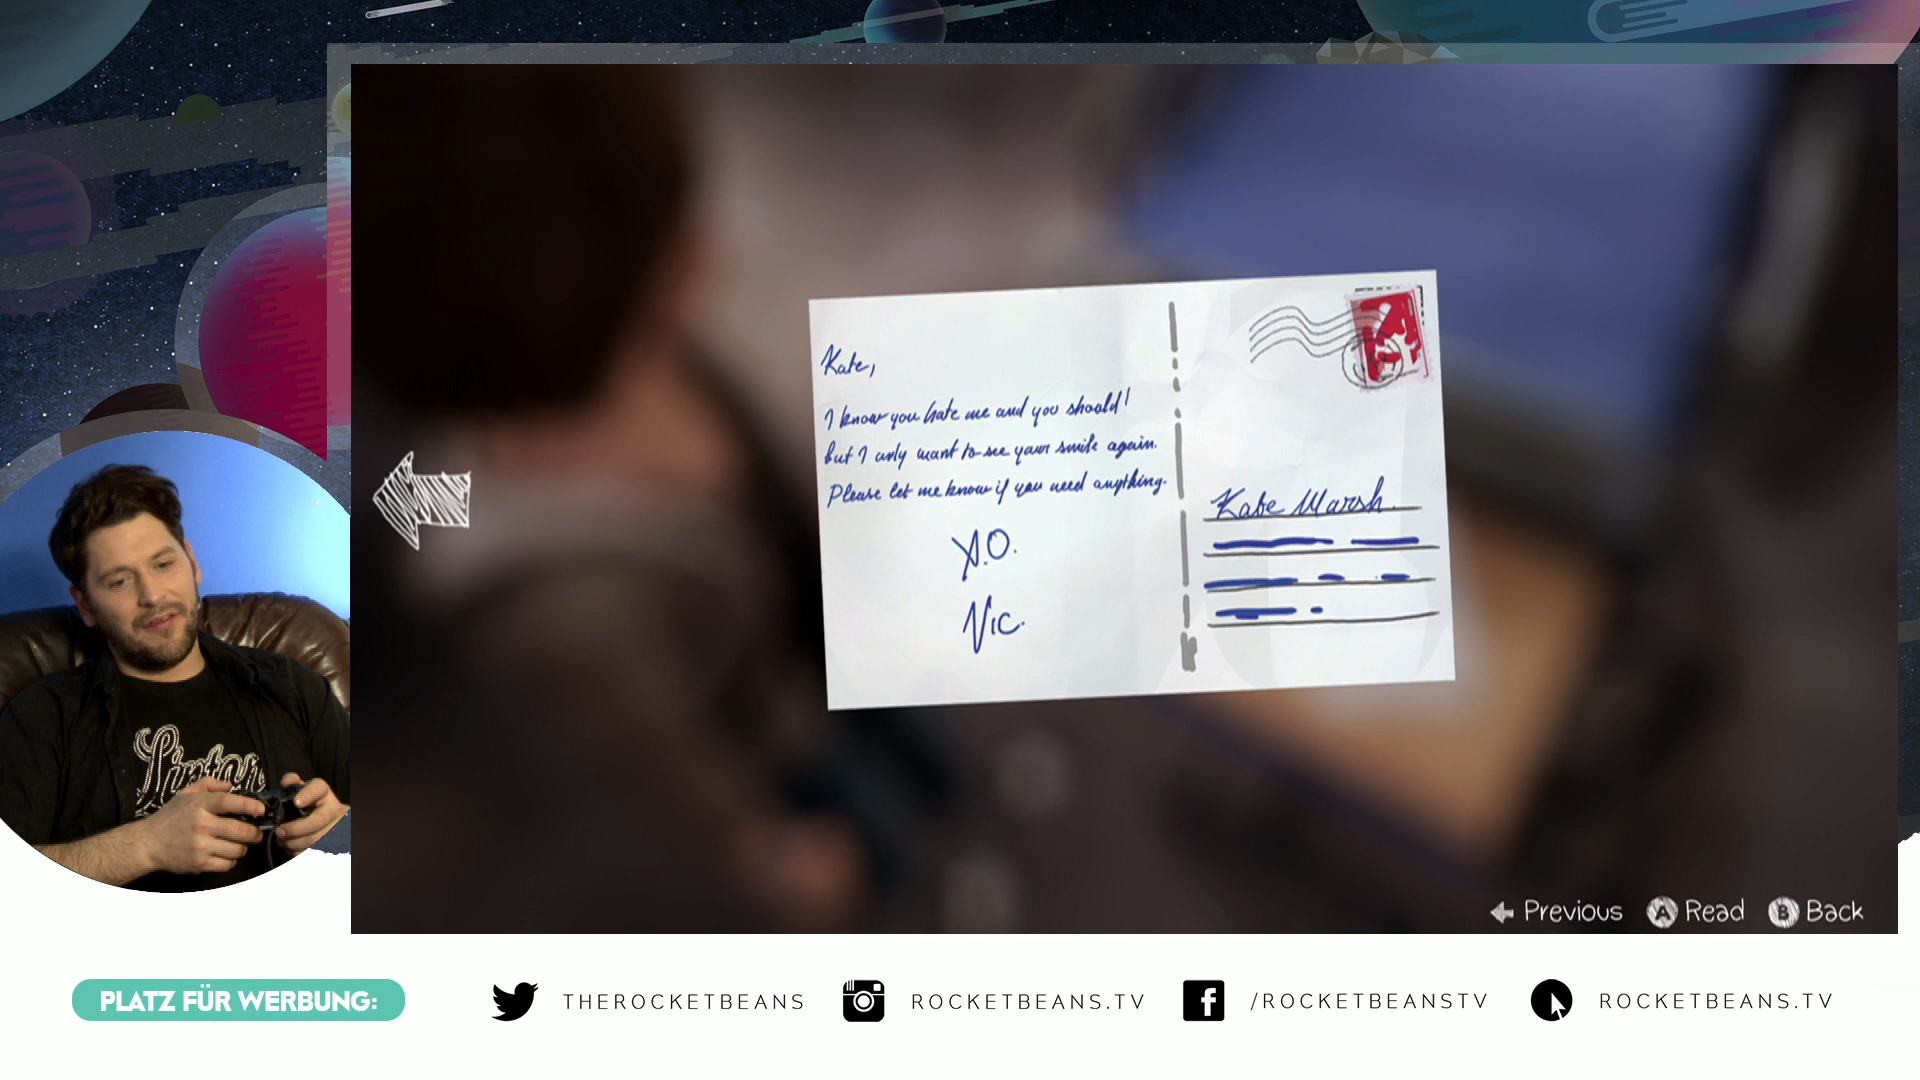 Kate,
I know you hate me and you should!
but I only want to see your smile again.
Please let me know if you need anything.
X.O.
Vic.
Kate Marsh.
Previous
A Read
B Back
PLATZ FÜR WERBUNG:
THEROCKETBEANS
ROCKETBEANS.TV
/ROCKETBEANSTV
ROCKETBEANS.TV